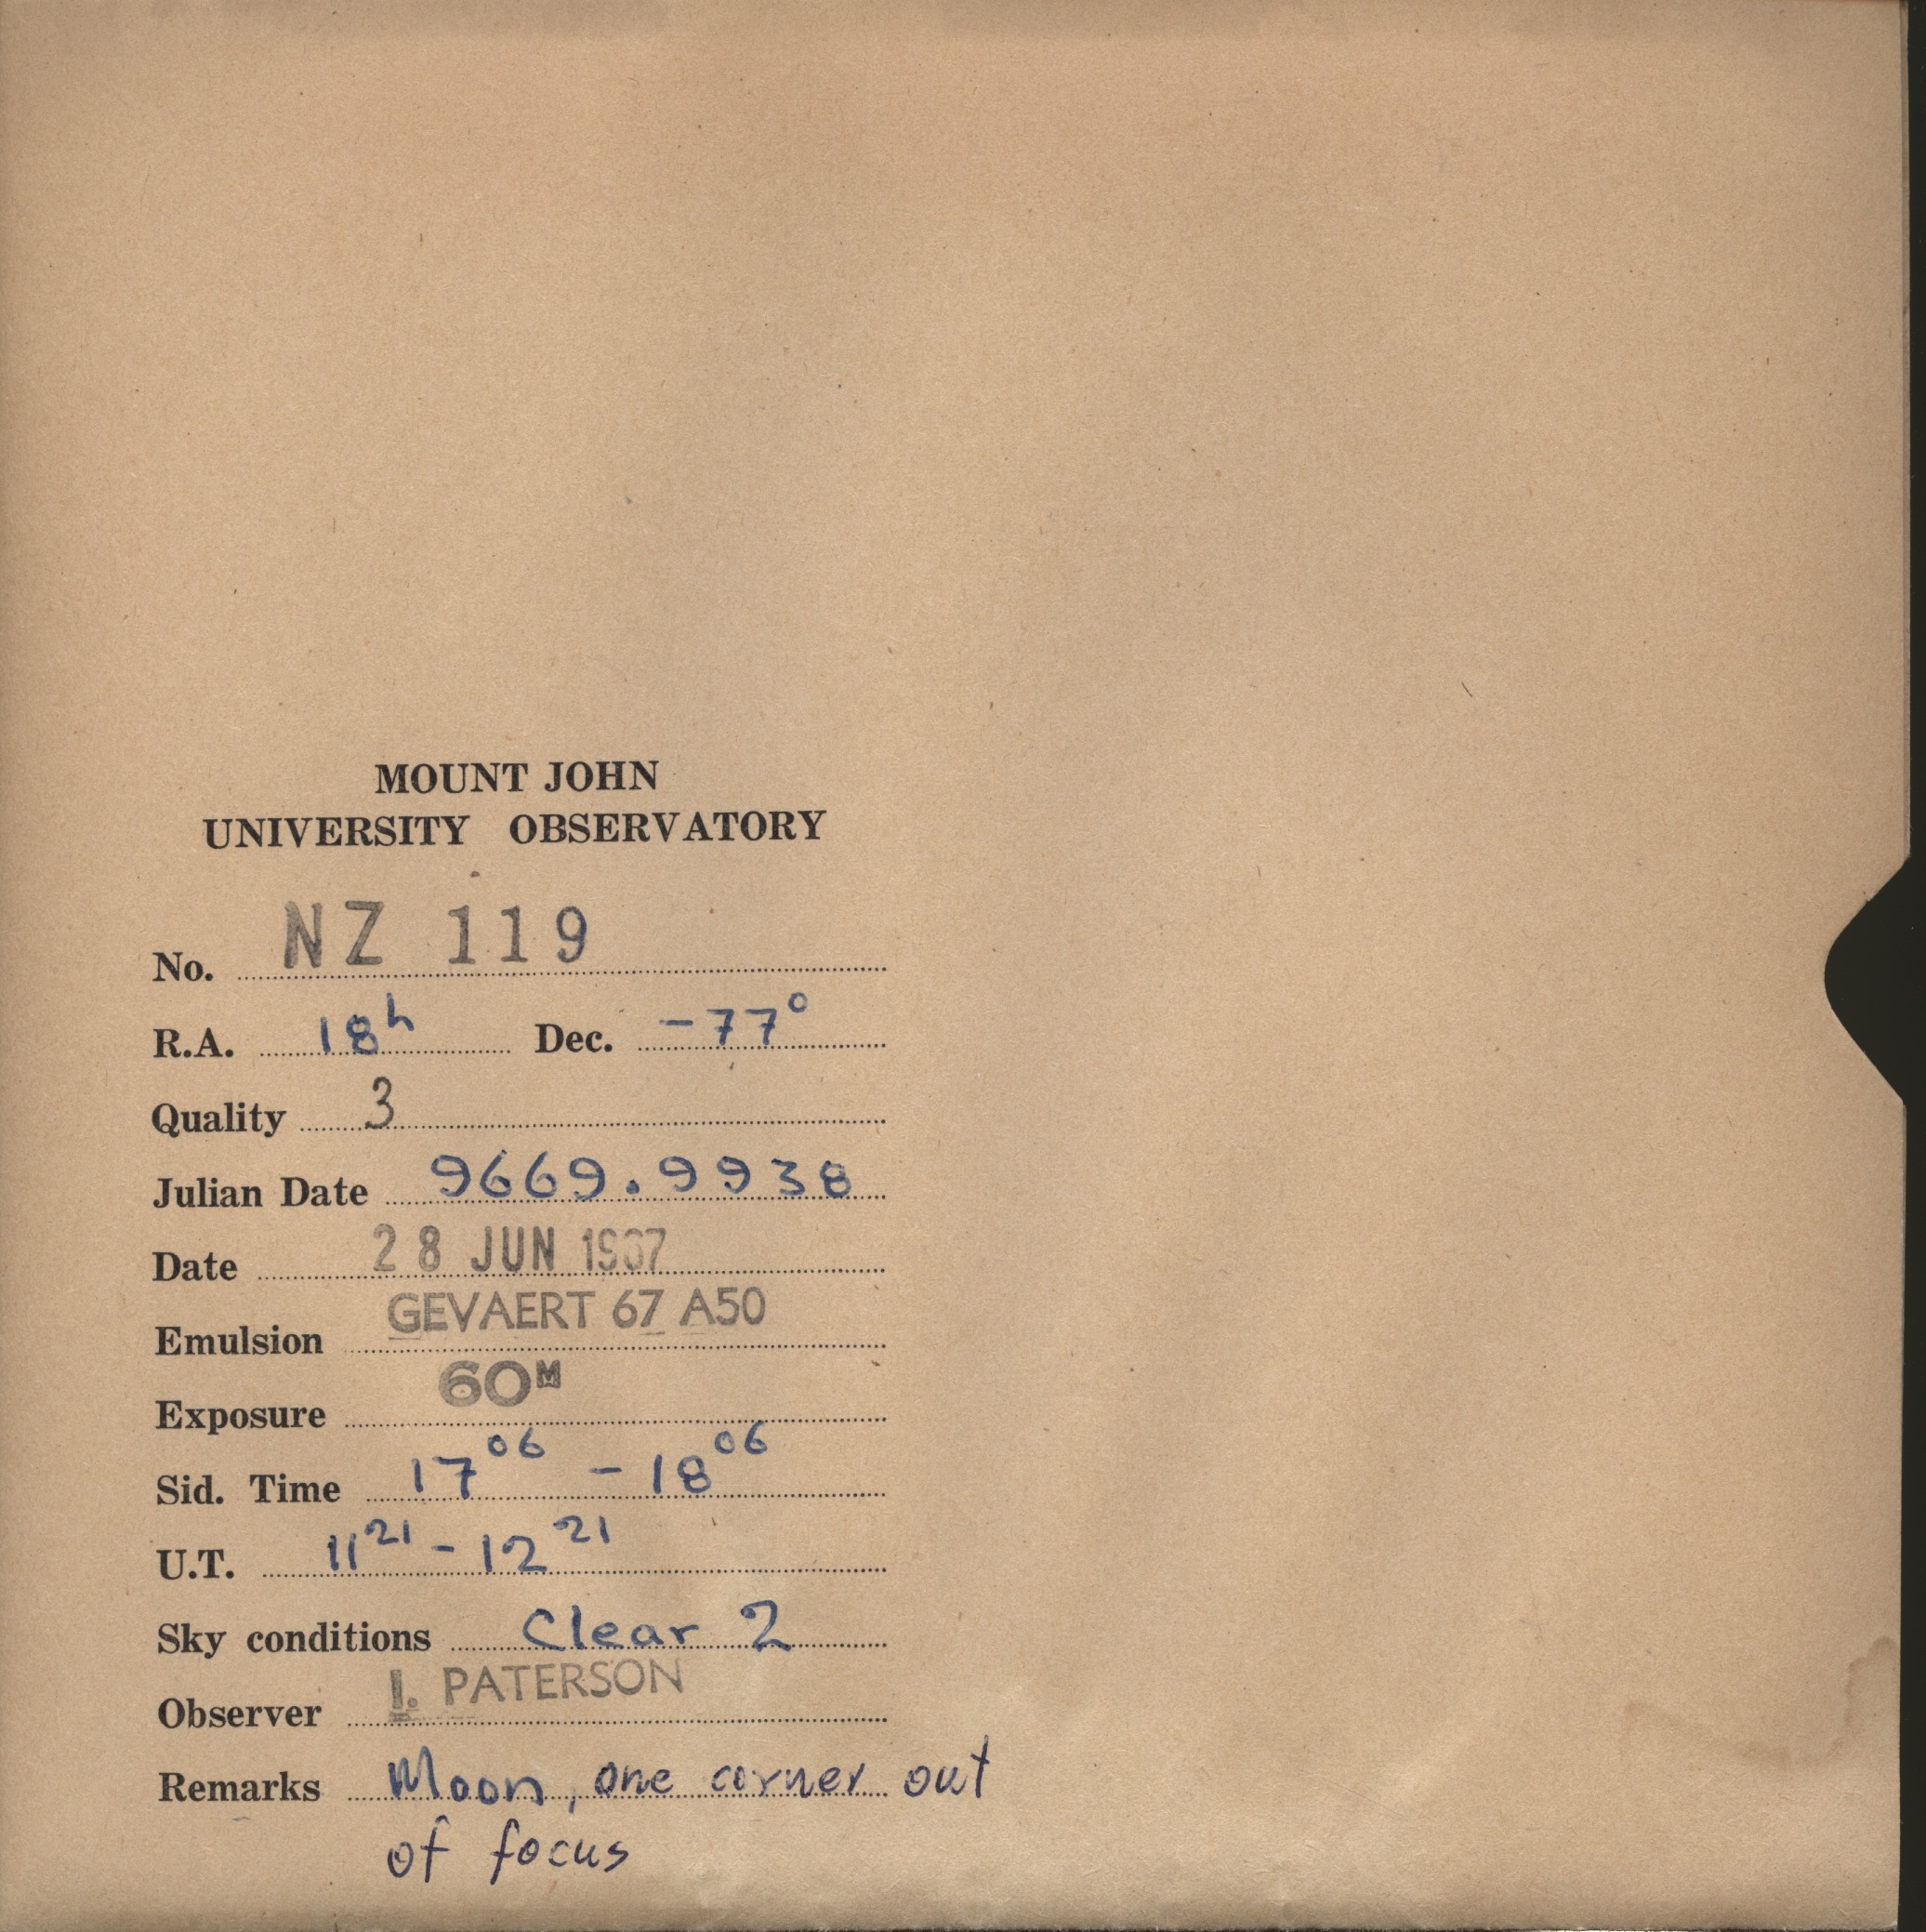 MOUNT JOHN
UNIVERSITY OBSERVATORY
No. NZ 119
R.A. 18h Dec. -77°
Quality 3
Julian Date 9669.9938
Date 28 JUN 1967
Emulsion GEVAERT 67 A50
Exposure 60M
Sid. Time 17 06 - 18 06
U.T. 11 21 - 12 21
Sky conditions Clear 2
Observer I. PATERSON
Remarks Moon, one corner out
of focus